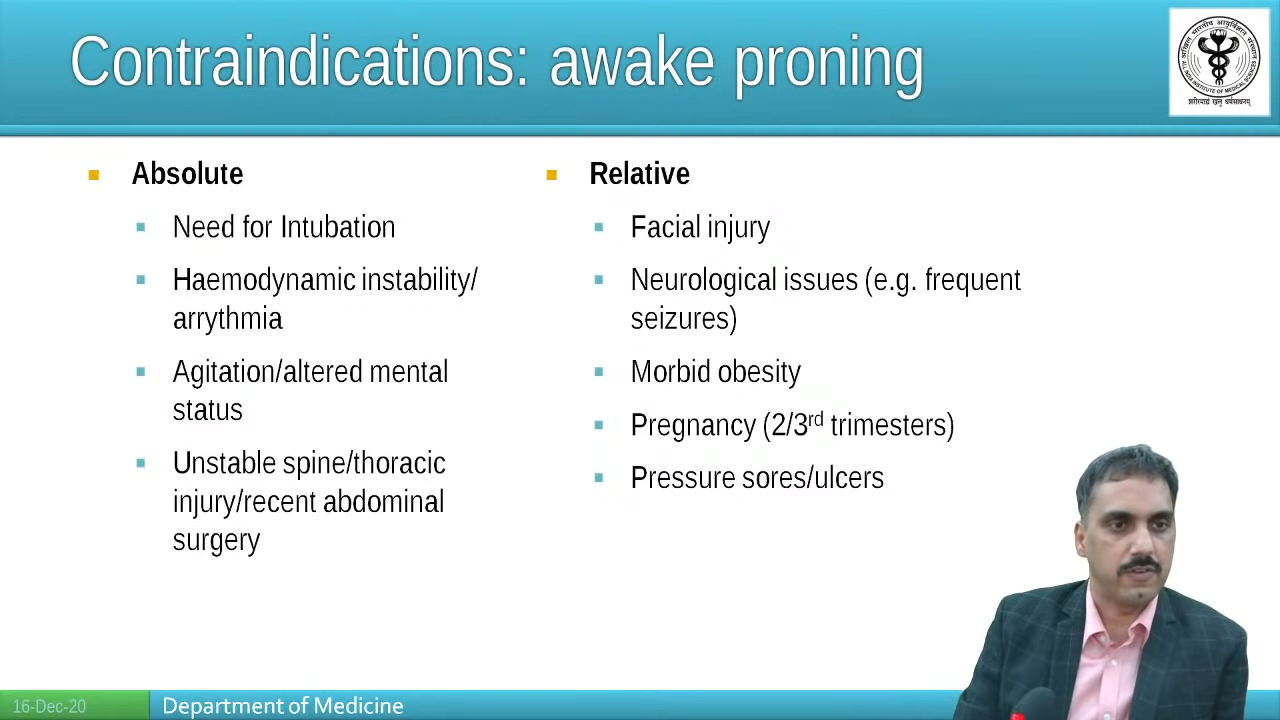 Contraindications: awake proning
Absolute
Need for Intubation
Haemodynamic instability/
arrythmia
Agitation/altered mental
status
Unstable spine/thoracic
injury/recent abdominal
surgery
Relative
Facial injury
Neurological issues (e.g. frequent
seizures)
Morbid obesity
Pregnancy (2/3rd trimesters)
Pressure sores/ulcers
16-Dec-20
Department of Medicine